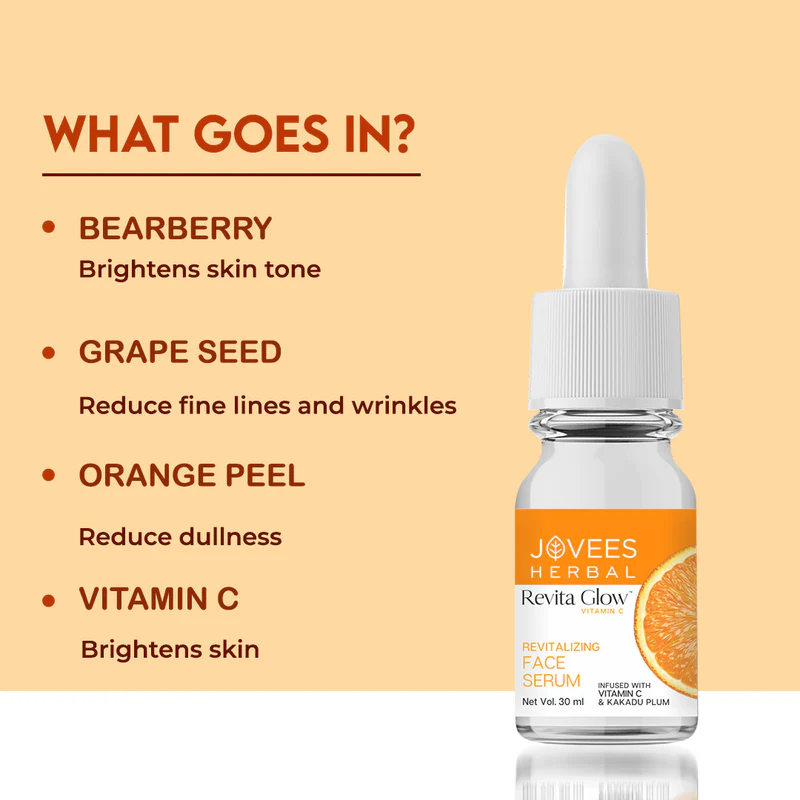 WHAT GOES IN?
• BEARBERRY
Brightens skin tone
• GRAPE SEED
Reduce fine lines and wrinkles
• ORANGE PEEL
Reduce dullness
• VITAMIN C
Brightens skin
JOVEES
HERBAL
Revita Glow™
VITAMIN C
REVITALIZING
FACE
SERUM
Net Vol. 30 ml
INFUSED WITH
VITAMIN C
& KAKADU PLUM